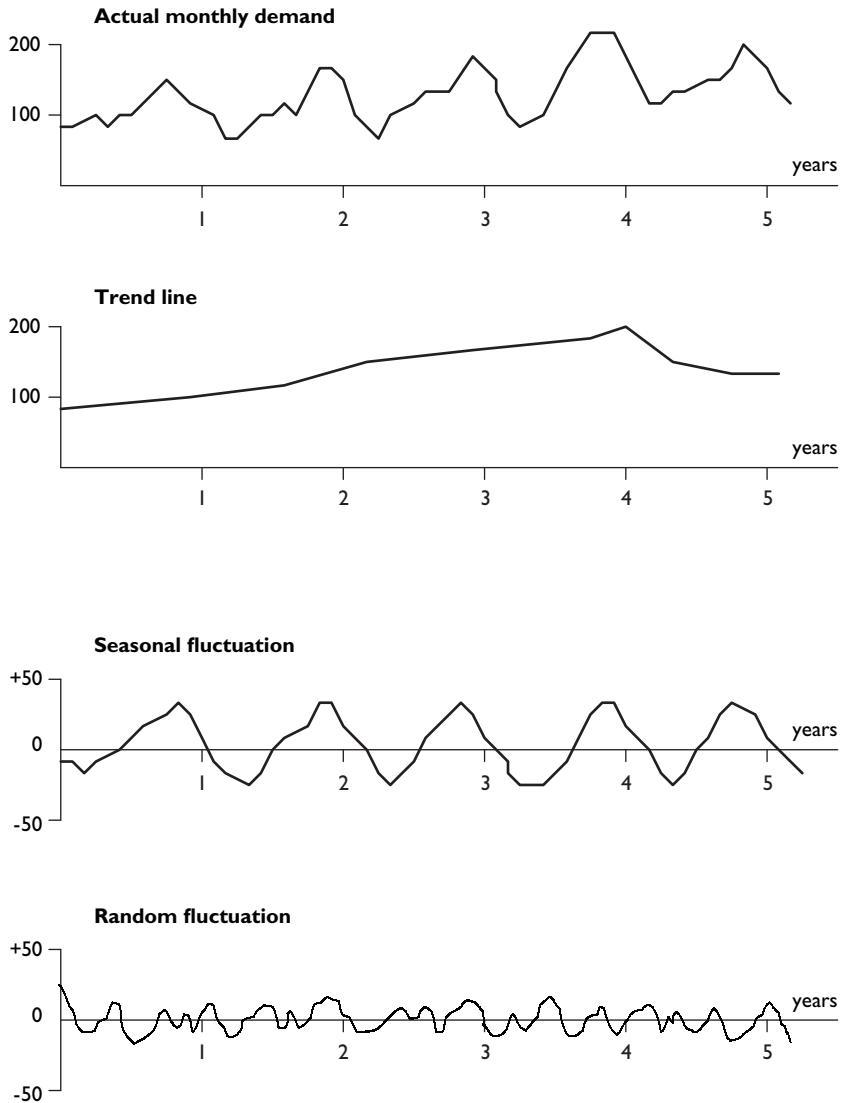 Actual monthly demand
200
100
years
1 2 3 4 5
Trend line
200
100
years
1 2 3 4 5
Seasonal fluctuation
+50
years
0
1 2 3 4 5
-50
Random fluctuation
+50
years
0
1 2 3 4 5
-50